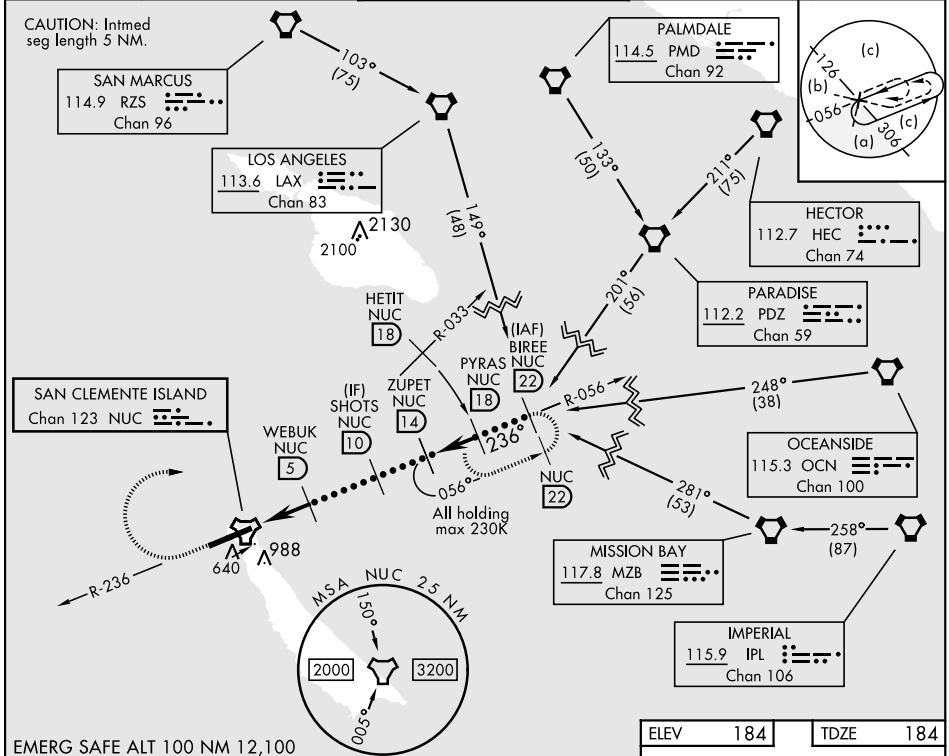 CAUTION: Intmed
seg length 5 NM.
SAN MARCUS
114.9 RZS
Chan 96
103°
(75)
LOS ANGELES
113.6 LAX
Chan 83
2130
2100
149°
(48)
PALMDALE
114.5 PMD
Chan 92
133°
(50)
211°
(75)
(c)
126
(b)
056
(c)
306
(a)
HECTOR
112.7 HEC
Chan 74
PARADISE
112.2 PDZ
Chan 59
201°
(56)
HETIT
NUC
18
R-033
(IAF)
BIREE
NUC
22
PYRAS
NUC
18
ZUPET
NUC
14
(IF)
SHOTS
NUC
10
WEBUK
NUC
5
R-056
248°
(38)
OCEANSIDE
115.3 OCN
Chan 100
SAN CLEMENTE ISLAND
Chan 123 NUC
236°
056°
NUC
22
All holding
max 230K
281°
(53)
258°
(87)
MISSION BAY
117.8 MZB
Chan 125
IMPERIAL
115.9 IPL
Chan 106
R-236
640
988
MSA NUC 25 NM
150°
2000
3200
005°
EMERG SAFE ALT 100 NM 12,100
ELEV 184
TDZE 184